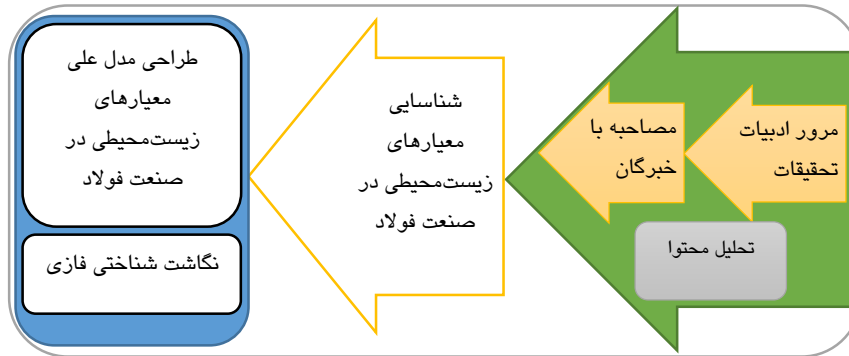 مرور ادبیات
تحقیقات
مصاحبه با
خبرگان
تحلیل محتوا
شناسایی
معیارهای
زیست‌محیطی در
صنعت فولاد
طراحی مدل علی
معیارهای
زیست‌محیطی در
صنعت فولاد
نگاشت شناختی فازی